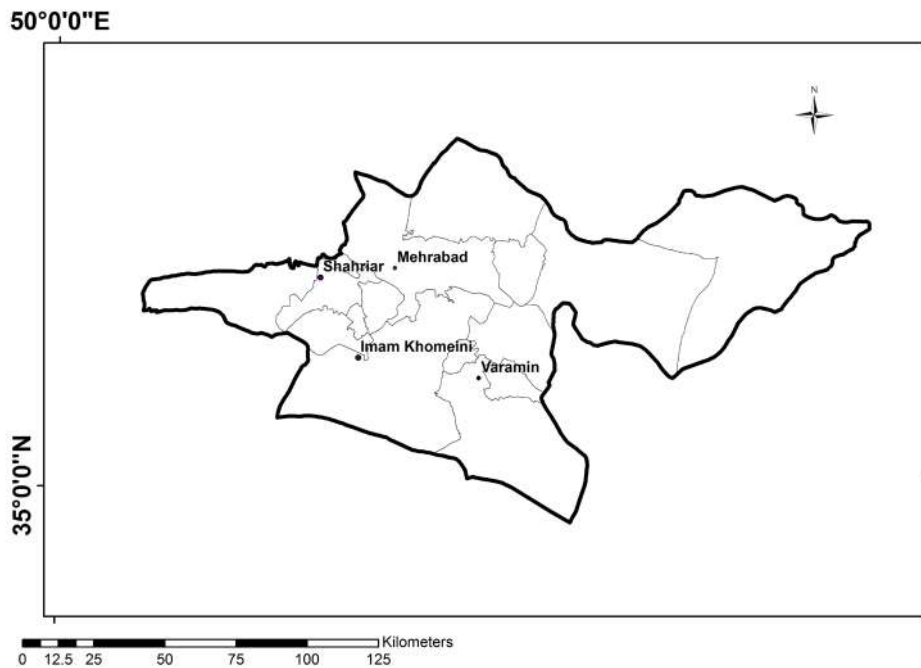 50°0'0"E
N
Mehrabad
Shahriar
Imam Khomeini
Varamin
35°0'0"N
Kilometers
0 12.5 25 50 75 100 125